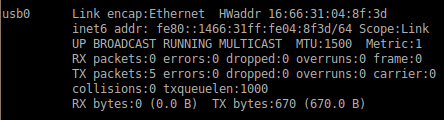 usb0      Link encap:Ethernet  HWaddr 16:66:31:04:8f:3d
          inet6 addr: fe80::1466:31ff:fe04:8f3d/64 Scope:Link
          UP BROADCAST RUNNING MULTICAST  MTU:1500  Metric:1
          RX packets:0 errors:0 dropped:0 overruns:0 frame:0
          TX packets:5 errors:0 dropped:0 overruns:0 carrier:0
          collisions:0 txqueuelen:1000
          RX bytes:0 (0.0 B)  TX bytes:670 (670.0 B)